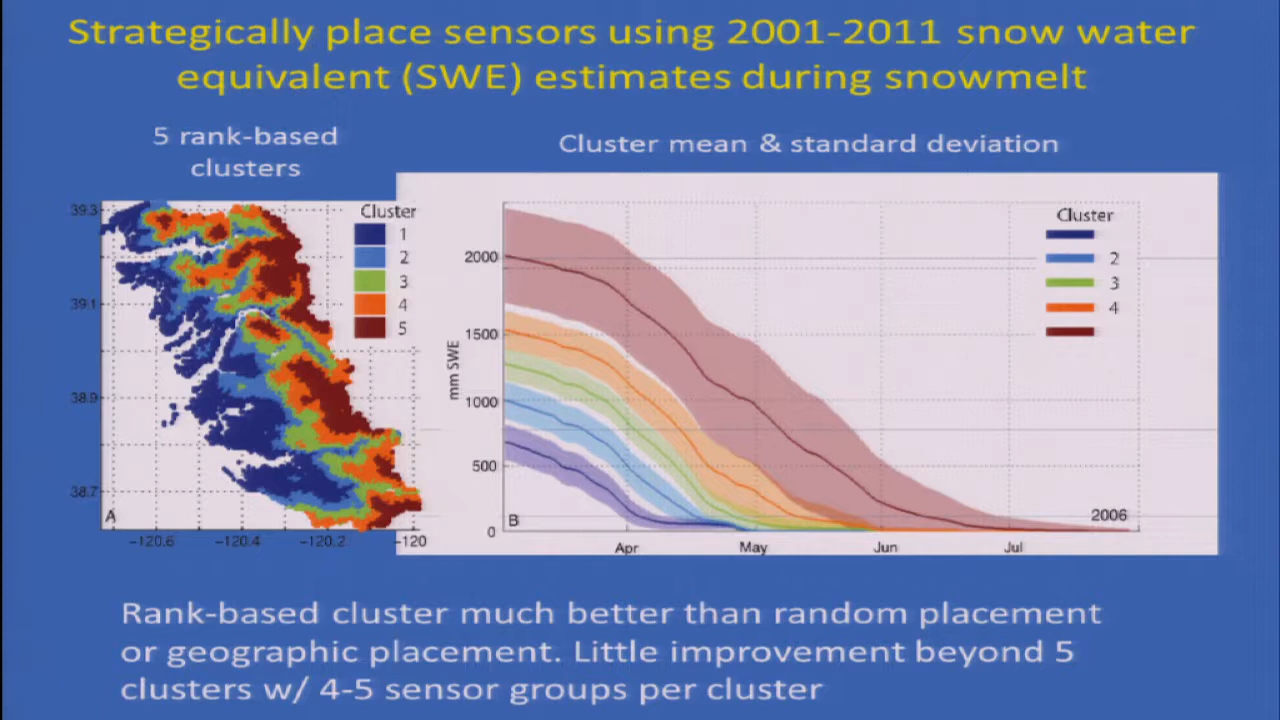 Strategically place sensors using 2001-2011 snow water
equivalent (SWE) estimates during snowmelt
5 rank-based
clusters
Cluster mean & standard deviation
Cluster
1
2
3
4
5
39.3
39.1
38.9
38.7
A
−120.6
−120.4
−120.2
−120
Cluster
2
3
4
mm SWE
2000
1500
1000
500
0
B
2006
Apr
May
Jun
Jul
Rank-based cluster much better than random placement
or geographic placement. Little improvement beyond 5
clusters w/ 4-5 sensor groups per cluster